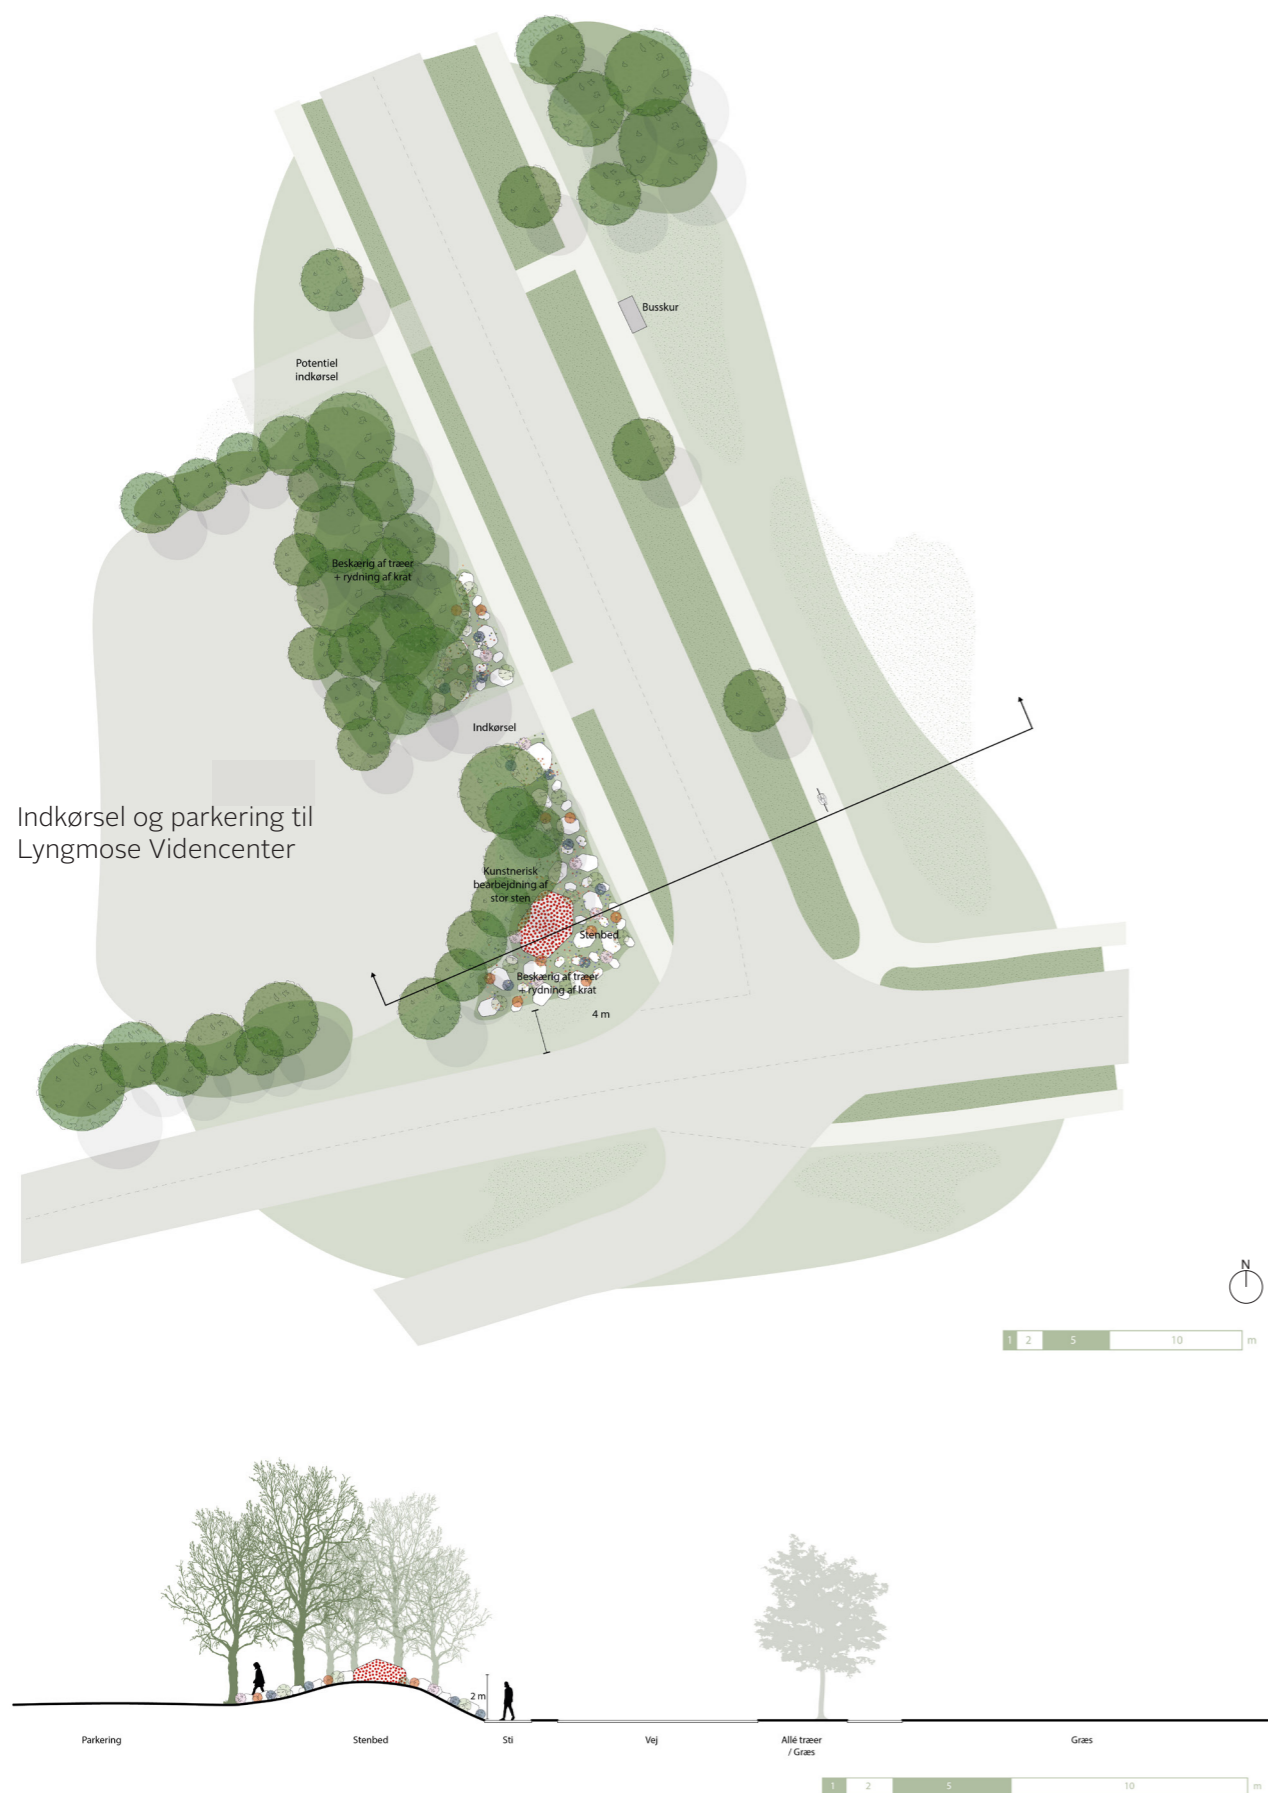 Busskur
Potentiel
indkørsel
Beskærig af træer
+ rydning af krat
Indkørsel
Indkørsel og parkering til
Lyngmose Videncenter
Kunstnerisk
bearbejdning af
stor sten
Stenbed
Beskærig af træer
+ rydning af krat
4 m
N
1 2 5 10 m
2 m
Parkering
Stenbed
Sti
Vej
Allé træer
/ Græs
Græs
1 2 5 10 m